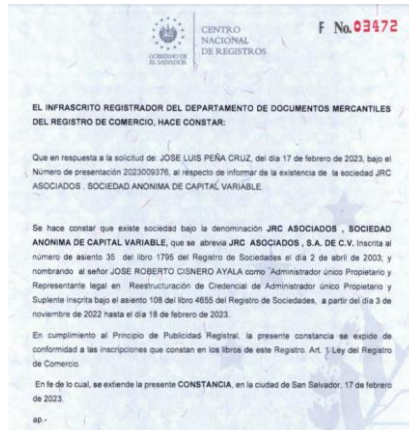 CENTRO
NACIONAL
DE REGISTROS
F No. 03472
GOBIERNO DE
EL SALVADOR
EL INFRASCRITO REGISTRADOR DEL DEPARTAMENTO DE DOCUMENTOS MERCANTILES
DEL REGISTRO DE COMERCIO, HACE CONSTAR:
Que en respuesta a la solicitud de: JOSE LUIS PEÑA CRUZ, del día 17 de febrero de 2023, bajo el
Número de presentación 2023009376, al respecto de informar de la existencia de la sociedad JRC
ASOCIADOS , SOCIEDAD ANONIMA DE CAPITAL VARIABLE.
Se hace constar que existe sociedad bajo la denominación JRC ASOCIADOS , SOCIEDAD
ANONIMA DE CAPITAL VARIABLE, que se abrevia JRC ASOCIADOS , S.A. DE C.V. Inscrita al
número de asiento 35 del libro 1795 del Registro de Sociedades el día 2 de abril de 2003; y
nombrando al señor JOSE ROBERTO CISNERO AYALA como "Administrador único Propietario y
Representante legal en Reestructuración de Credencial de Administrador único Propietario y
Suplente inscrita bajo el asiento 108 del libro 4655 del Registro de Sociedades, a partir del día 3 de
noviembre de 2022 hasta el día 18 de febrero de 2023.
En cumplimiento al Principio de Publicidad Registral, la presente constancia se expide de
conformidad a las inscripciones que constan en los libros de este Registro. Art. 1 Ley del Registro
de Comercio.
En fe de lo cual, se extiende la presente CONSTANCIA, en la ciudad de San Salvador, 17 de febrero
de 2023.
ap.-